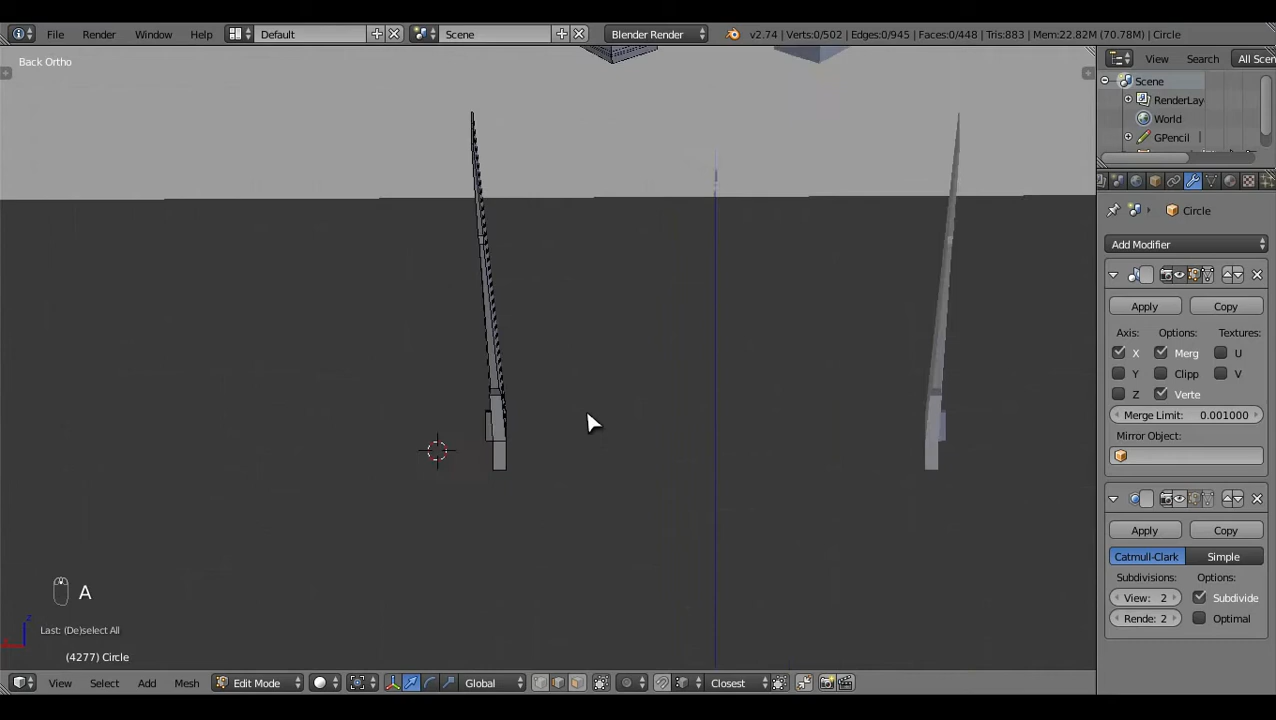 File Render Window Help Default Scene Blender Render v2.74 | Verts:0/502 | Edges:0/945 | Faces:0/448 | Tris:883 | Mem:22.82M (70.78M) | Circle
Back Ortho
View Search All Scen
Scene
RenderLay
World
GPencil
Circle
Add Modifier
Apply Copy
Axis: Options: Textures:
X Merg U
Y Clipp V
Z Verte
Merge Limit: 0.001000
Mirror Object:
Apply Copy
Catmull-Clark Simple
Subdivisions: Options:
View: 2 Subdivide
Rende: 2 Optimal
A
Last: (De)select All
z
(4277) Circle
View Select Add Mesh Edit Mode Global Closest